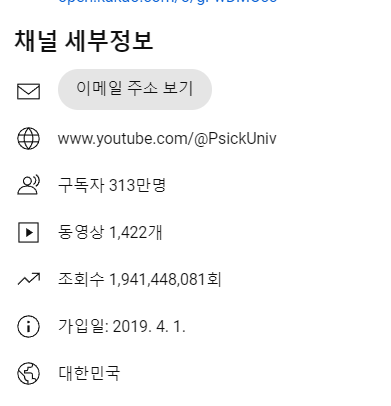 채널 세부정보
이메일 주소 보기
www.youtube.com/@PsickUniv
구독자 313만명
동영상 1,422개
조회수 1,941,448,081회
가입일: 2019. 4. 1.
대한민국